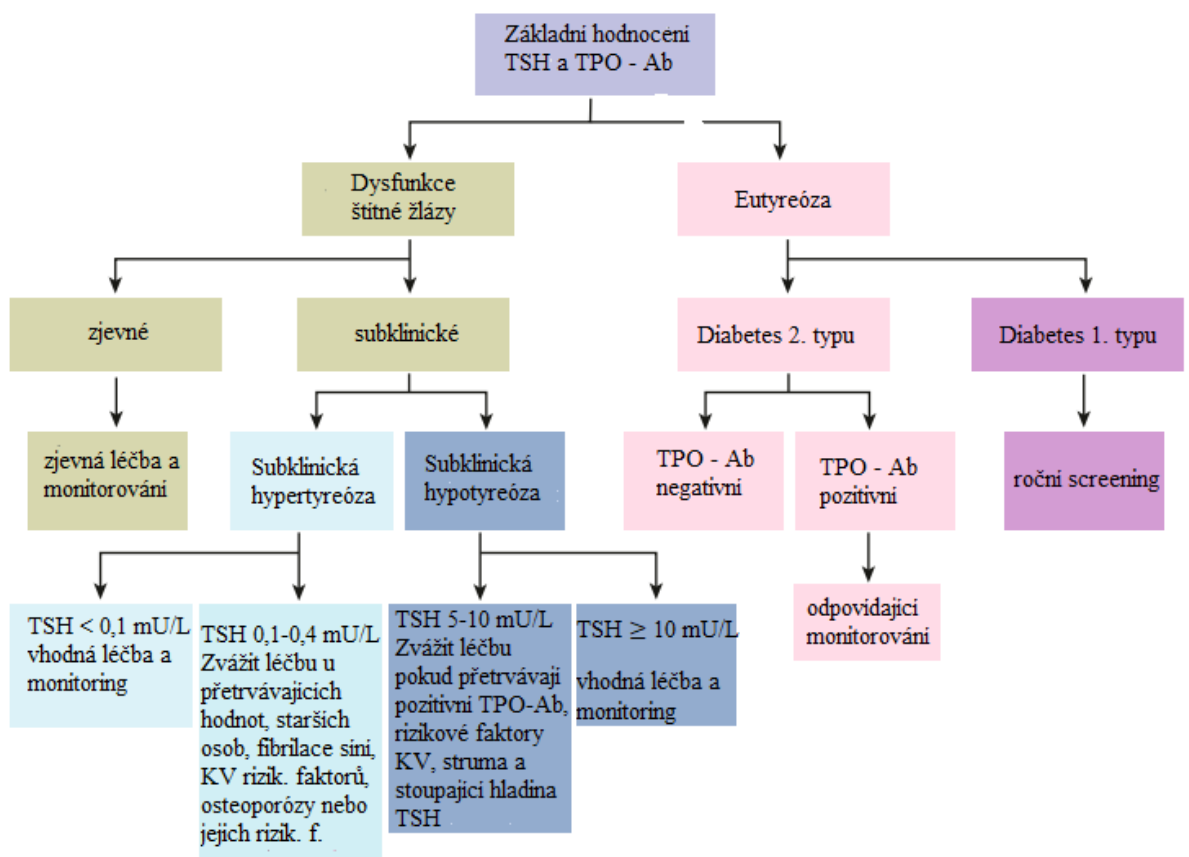 Základní hodnocení
TSH a TPO - Ab
Dysfunkce
štítné žlázy
Eutyreóza
zjevné
subklinické
Diabetes 2. typu
Diabetes 1. typu
zjevná léčba a
monitorování
Subklinická
hypertyreóza
Subklinická
hypotyreóza
TPO - Ab
negativní
TPO - Ab
pozitivní
roční screening
TSH < 0,1 mU/L
vhodná léčba a
monitoring
TSH 0,1-0,4 mU/L
Zvážit léčbu u
přetrvávajicích
hodnot, starších
osob, fibrilace síní,
KV rizik. faktorů,
osteoporózy nebo
jejich rizik. f.
TSH 5-10 mU/L
Zvážit léčbu
pokud přetrvávají
pozitivní TPO-Ab,
rizikové faktory
KV, struma a
stoupající hladina
TSH
TSH ≥ 10 mU/L
vhodná léčba a
monitoring
odpovídající
monitorování